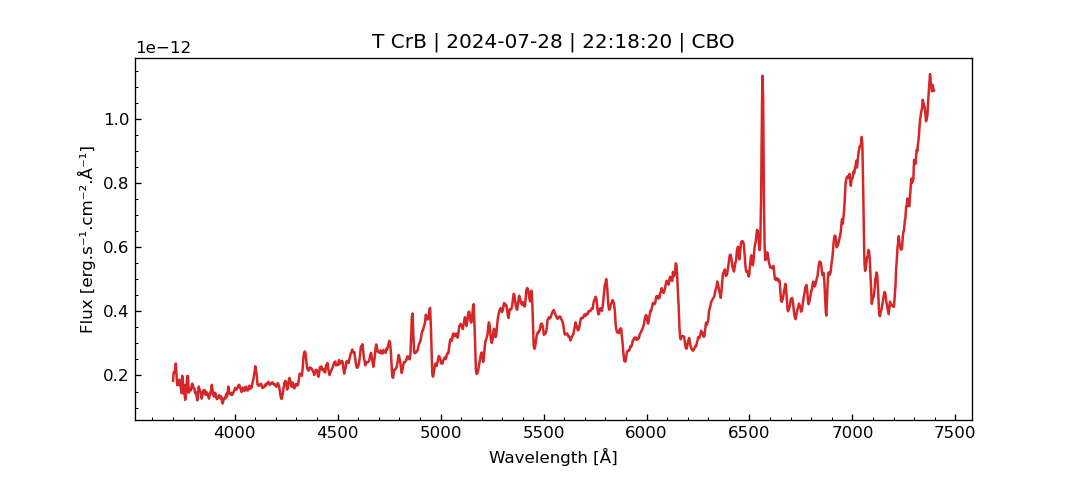 T CrB | 2024-07-28 | 22:18:20 | CBO
1e−12
Flux [erg.s⁻¹.cm⁻².Å⁻¹]
1.0
0.8
0.6
0.4
0.2
4000 4500 5000 5500 6000 6500 7000 7500
Wavelength [Å]